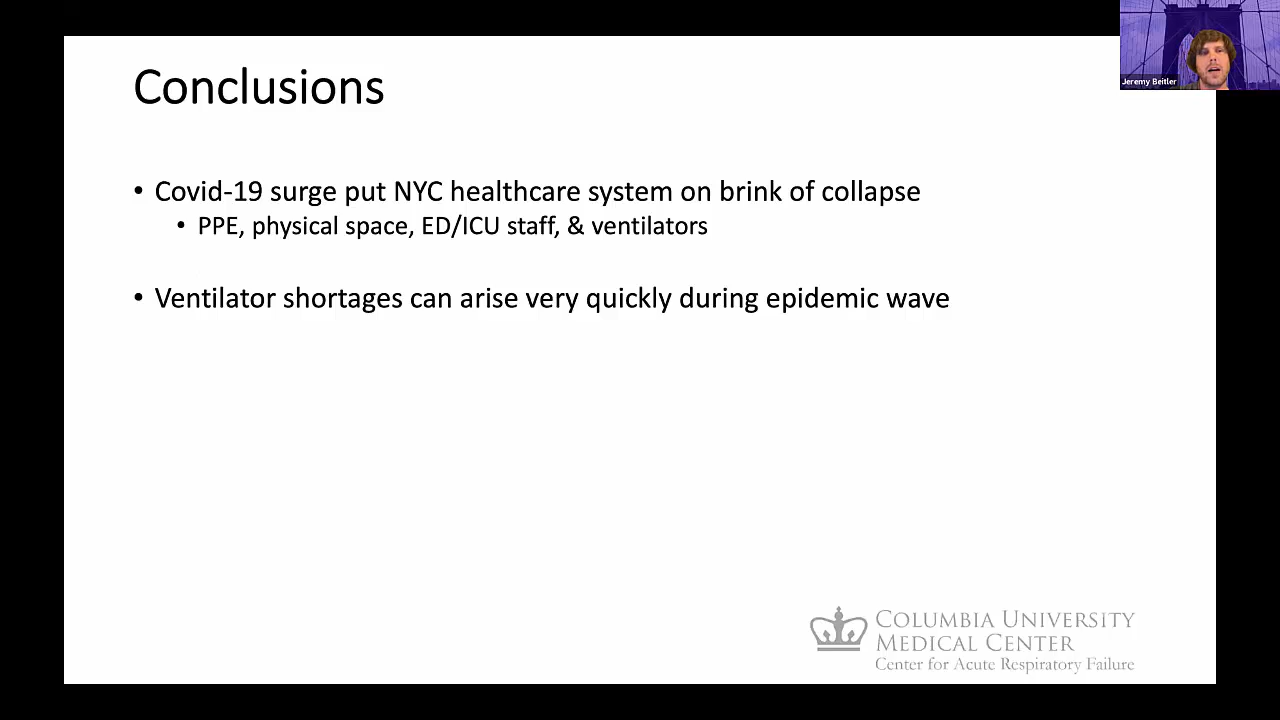 Jeremy Beitler
Conclusions
• Covid-19 surge put NYC healthcare system on brink of collapse
• PPE, physical space, ED/ICU staff, & ventilators
• Ventilator shortages can arise very quickly during epidemic wave
COLUMBIA UNIVERSITY
MEDICAL CENTER
Center for Acute Respiratory Failure